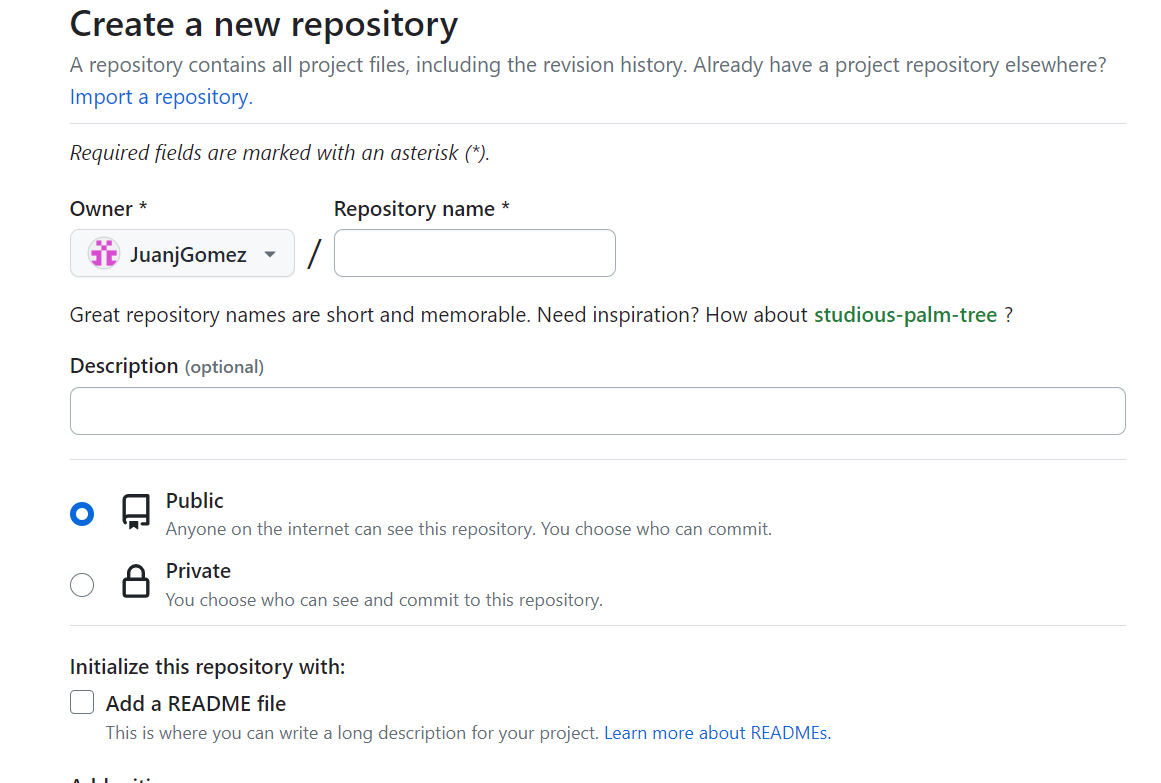 Create a new repository
A repository contains all project files, including the revision history. Already have a project repository elsewhere?
Import a repository.
Required fields are marked with an asterisk (*).
Owner *
Repository name *
JuanjGomez
/
Great repository names are short and memorable. Need inspiration? How about studious-palm-tree ?
Description (optional)
Public
Anyone on the internet can see this repository. You choose who can commit.
Private
You choose who can see and commit to this repository.
Initialize this repository with:
Add a README file
This is where you can write a long description for your project. Learn more about READMEs.